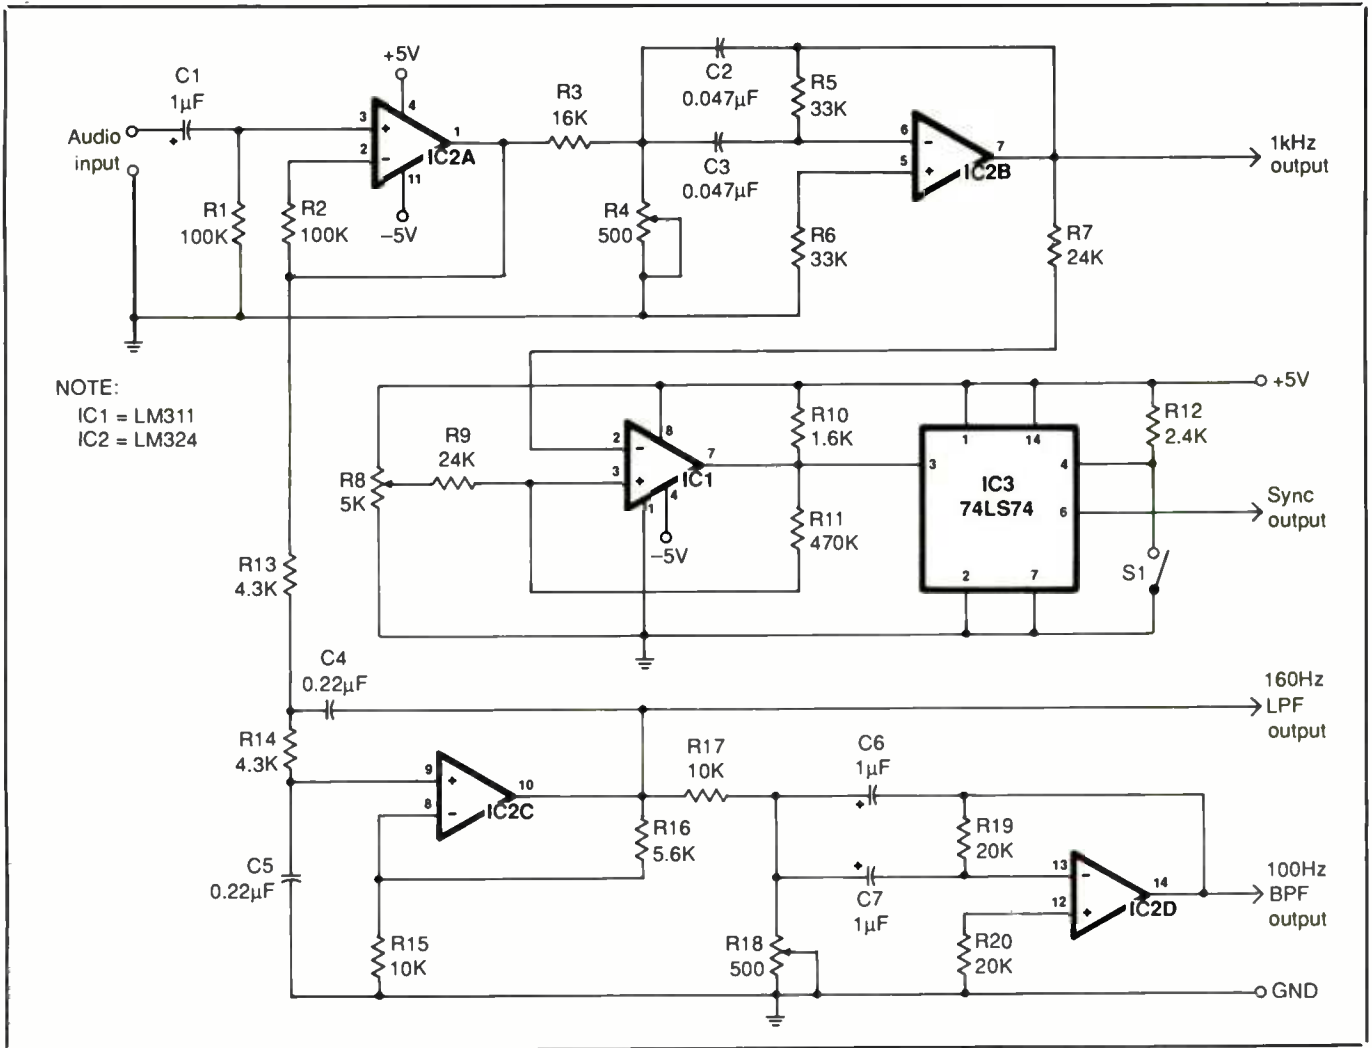 +5V
C1
1µF
Audio
input
R1
100K
R2
100K
3
2
4
11
1
+
−
IC2A
−5V
R3
16K
C2
0.047µF
C3
0.047µF
R4
500
R5
33K
R6
33K
6
5
7
−
+
IC2B
1kHz
output
R7
24K
NOTE:
IC1 = LM311
IC2 = LM324
+5V
R8
5K
R9
24K
2
3
8
7
4
1
−
+
IC1
−5V
R10
1.6K
R11
470K
1
14
3
4
6
2
7
IC3
74LS74
R12
2.4K
Sync
output
S1
R13
4.3K
C4
0.22µF
160Hz
LPF
output
R14
4.3K
9
8
10
+
−
IC2C
R17
10K
C6
1µF
R16
5.6K
C5
0.22µF
R15
10K
C7
1µF
R18
500
R19
20K
R20
20K
13
12
14
−
+
IC2D
100Hz
BPF
output
GND